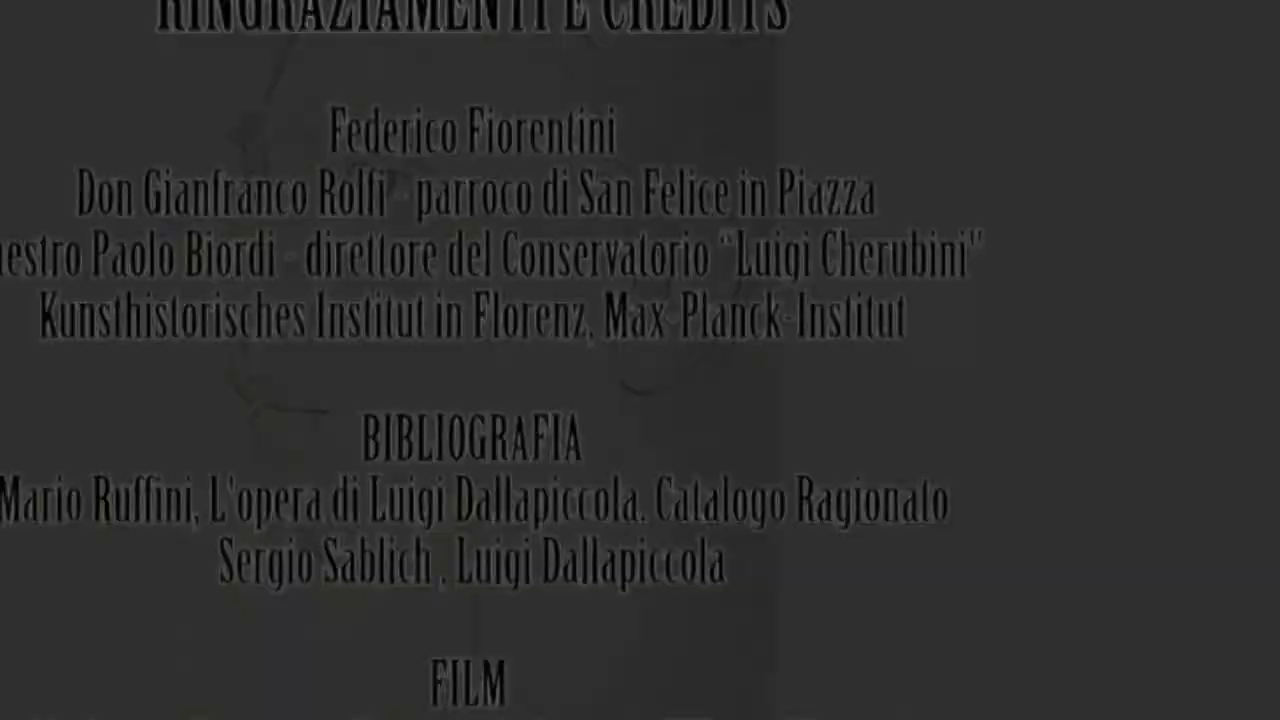 RINGRAZIAMENTI E CREDITS
Federico Fiorentini
Don Gianfranco Rolfi - parroco di San Felice in Piazza
Paolo Biordi - direttore del Conservatorio "Luigi Cherubini"
Kunsthistorisches Institut in Florenz, Max-Planck-Institut
BIBLIOGRAFIA
Mario Ruffini, L'opera di Luigi Dallapiccola. Catalogo Ragionato
Sergio Sablich , Luigi Dallapiccola
FILM